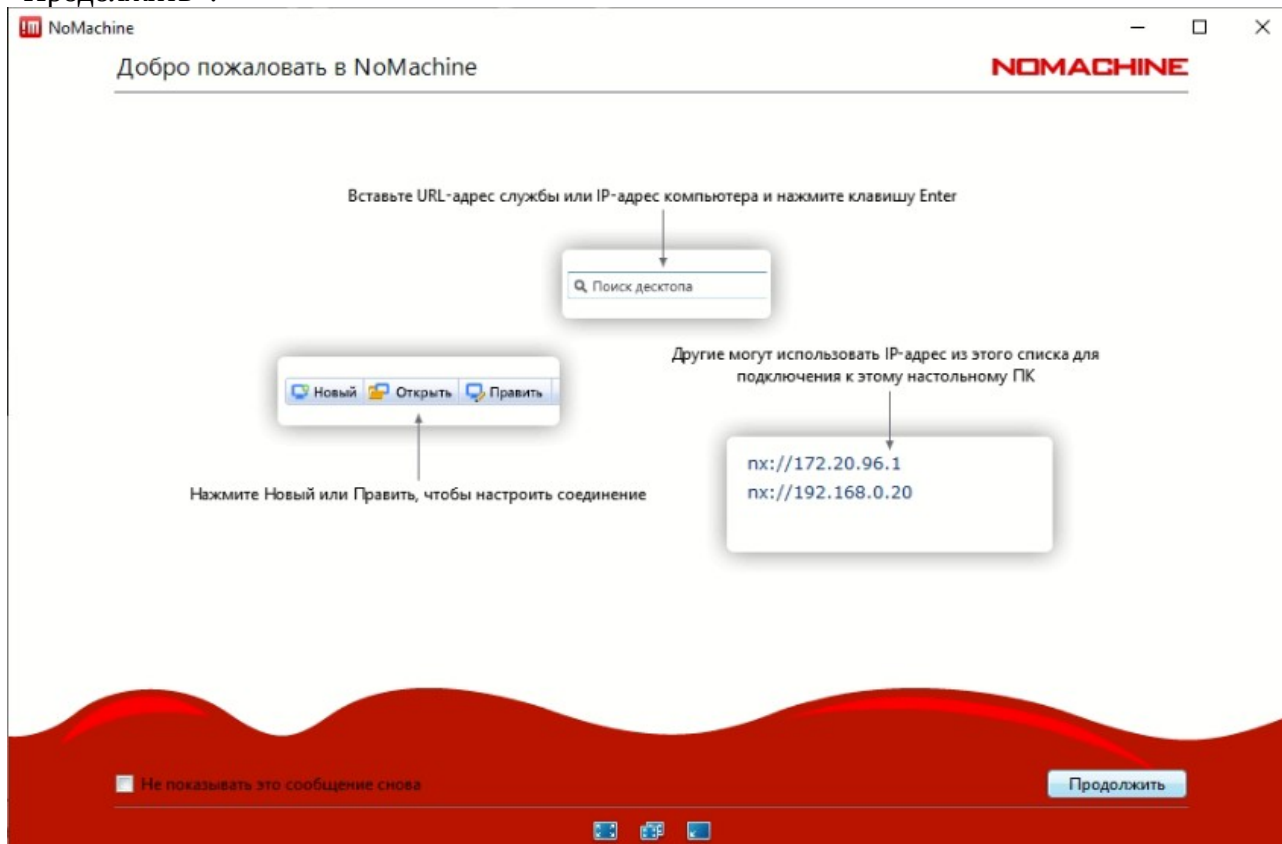 NoMachine
Добро пожаловать в NoMachine
NOMACHINE
Вставьте URL-адрес службы или IP-адрес компьютера и нажмите клавишу Enter
Поиск десктопа
Другие могут использовать IP-адрес из этого списка для
подключения к этому настольному ПК
Новый Открыть Править
nx://172.20.96.1
nx://192.168.0.20
Нажмите Новый или Править, чтобы настроить соединение
Не показывать это сообщение снова
Продолжить